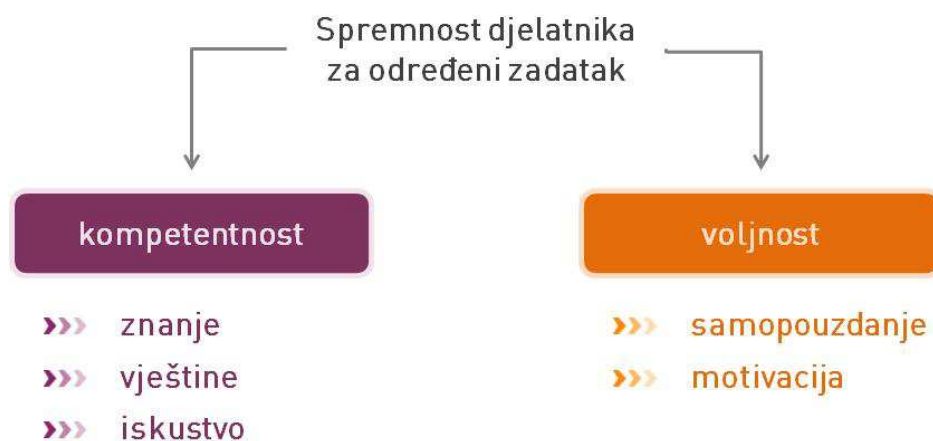 Spremnost djelatnika
za određeni zadatak
kompetentnost
znanje
vještine
iskustvo
voljnost
samopouzdanje
motivacija